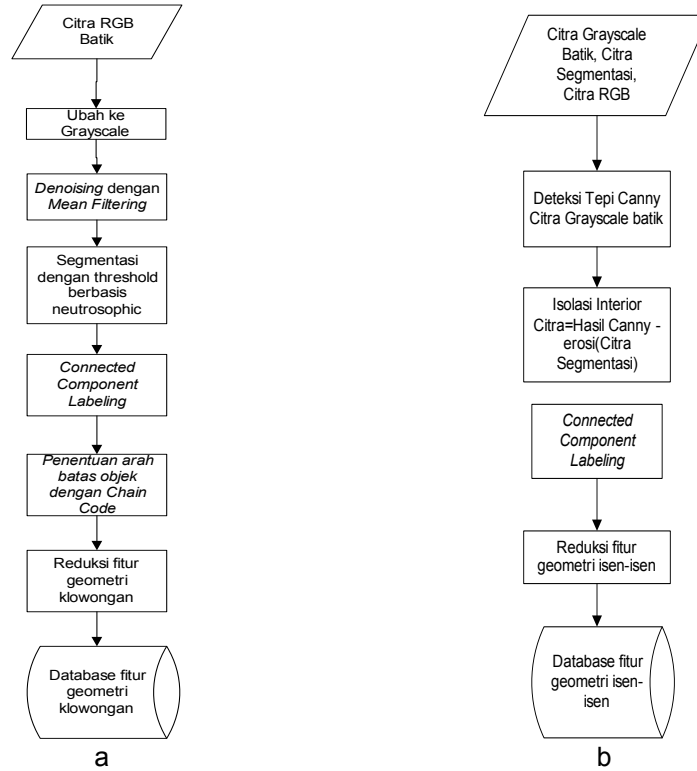 Citra RGB
Batik
Ubah ke
Grayscale
Denoising dengan
Mean Filtering
Segmentasi
dengan threshold
berbasis
neutrosophic
Connected
Component
Labeling
Penentuan arah
batas objek
dengan Chain
Code
Reduksi fitur
geometri
klowongan
Database fitur
geometri
klowongan
a
Citra Grayscale
Batik, Citra
Segmentasi,
Citra RGB
Deteksi Tepi Canny
Citra Grayscale batik
Isolasi Interior
Citra=Hasil Canny -
erosi(Citra
Segmentasi)
Connected
Component
Labeling
Reduksi fitur
geometri isen-isen
Database fitur
geometri isen-
isen
b